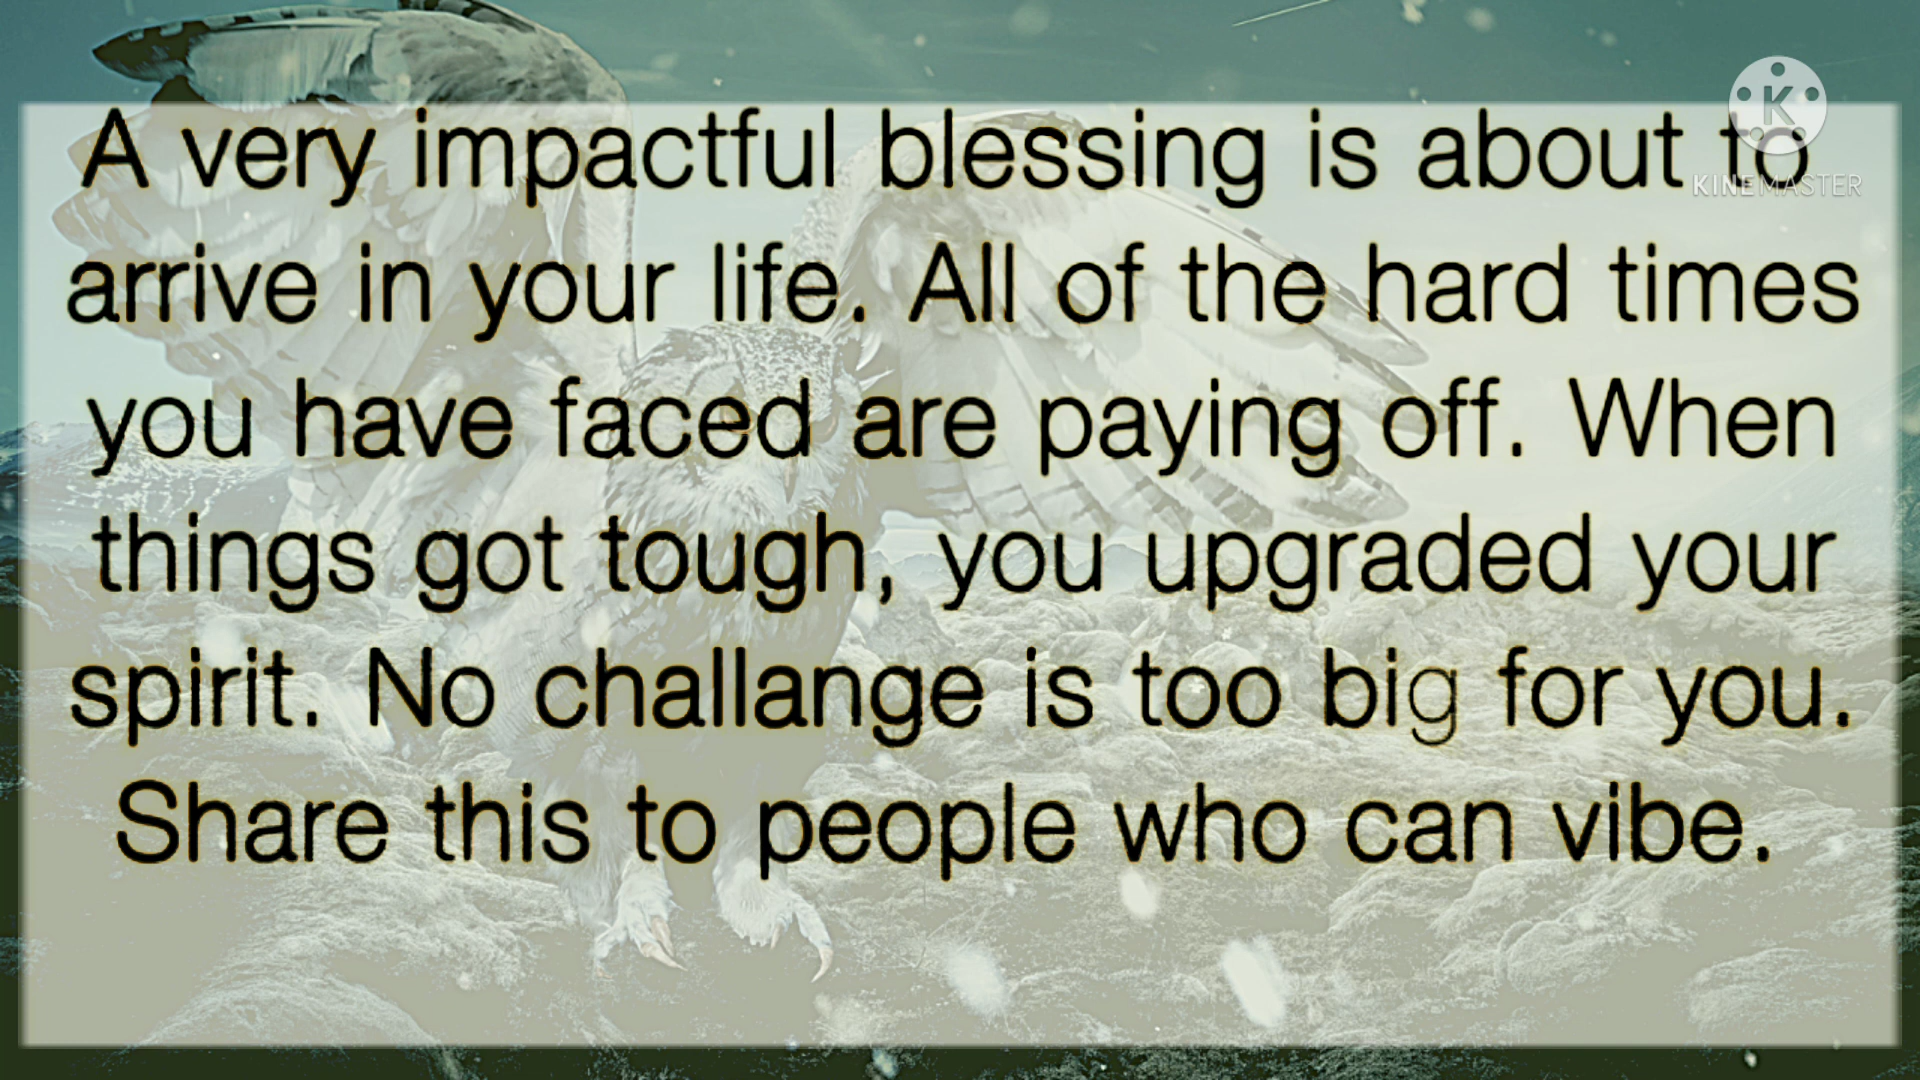 A very impactful blessing is about to
KINEMASTER
arrive in your life. All of the hard times
you have faced are paying off. When
things got tough, you upgraded your
spirit. No challange is too big for you.
Share this to people who can vibe.